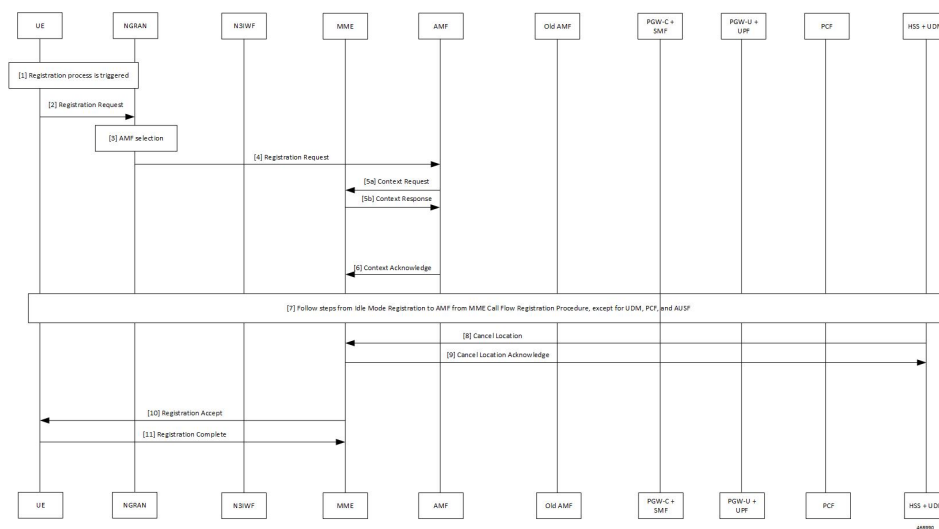 UE
NGRAN
N3IWF
MME
AMF
Old AMF
PGW-C +
SMF
PGW-U +
UPF
PCF
HSS + UDM
[1] Registration process is triggered
[2] Registration Request
[3] AMF selection
[4] Registration Request
[5a] Context Request
[5b] Context Response
[6] Context Acknowledge
[7] Follow steps from Idle Mode Registration to AMF from MME Call Flow Registration Procedure, except for UDM, PCF, and AUSF
[8] Cancel Location
[9] Cancel Location Acknowledge
[10] Registration Accept
[11] Registration Complete
UE
NGRAN
N3IWF
MME
AMF
Old AMF
PGW-C +
SMF
PGW-U +
UPF
PCF
HSS + UDM